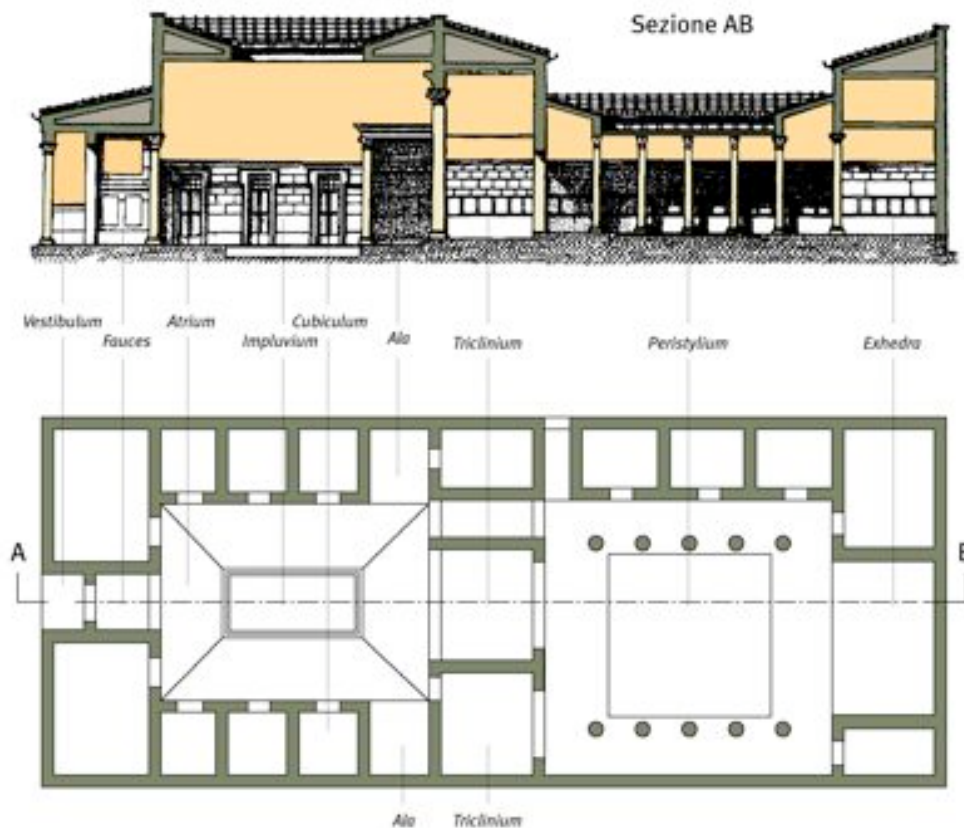 Sezione AB
Vestibulum
Fauces
Atrium
Impluvium
Cubiculum
Ala
Triclinium
Peristylium
Exhedra
A
B
Ala
Triclinium